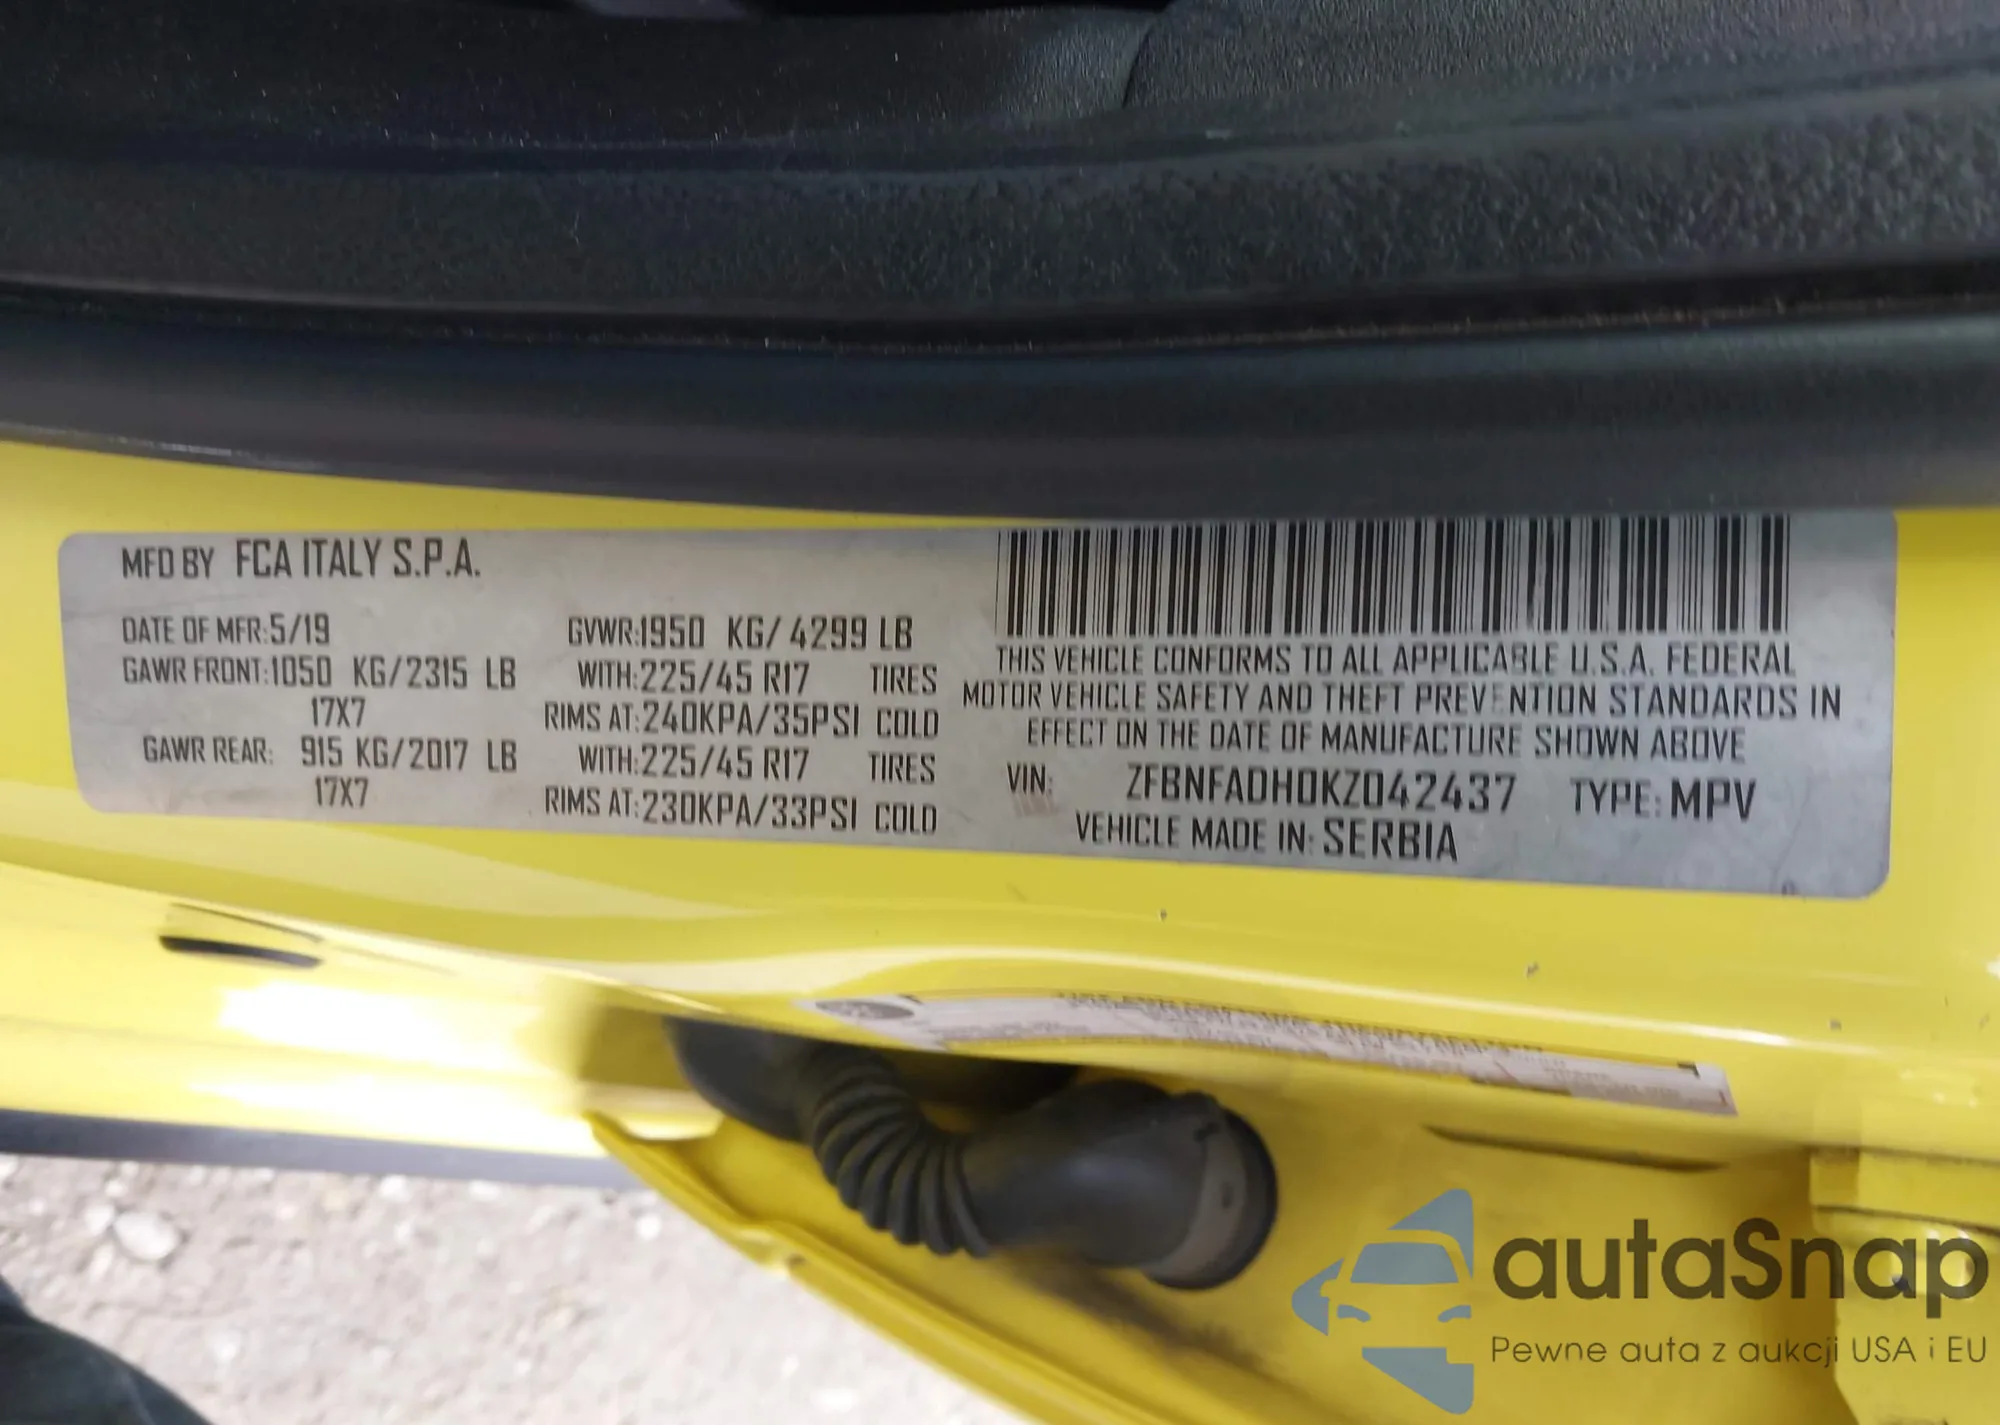 MFD BY FCA ITALY S.P.A.
DATE OF MFR:5/19 GVWR:1950 KG/4299 LB
GAWR FRONT:1050 KG/2315 LB WITH:225/45 R17 TIRES
17X7 RIMS AT:240KPA/35PSI COLD
GAWR REAR: 915 KG/2017 LB WITH:225/45 R17 TIRES
17X7 RIMS AT:230KPA/33PSI COLD
THIS VEHICLE CONFORMS TO ALL APPLICABLE U.S.A. FEDERAL
MOTOR VEHICLE SAFETY AND THEFT PREVENTION STANDARDS IN
EFFECT ON THE DATE OF MANUFACTURE SHOWN ABOVE
VIN: ZFBNFADH0KZ042437 TYPE: MPV
VEHICLE MADE IN: SERBIA
autaSnap
Pewne auta z aukcji USA i EU